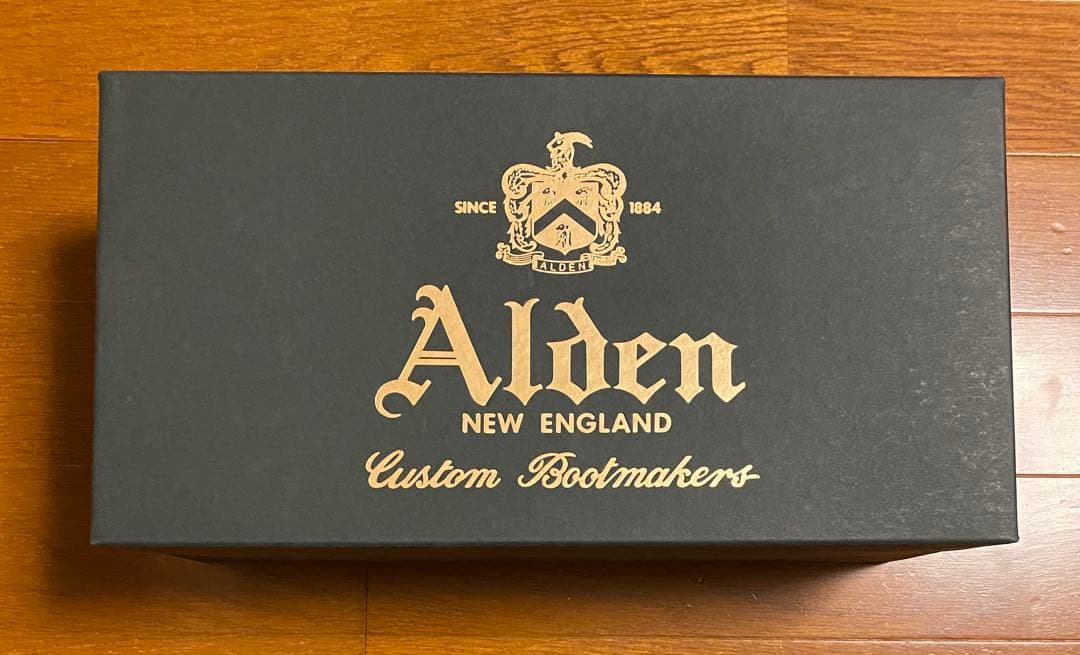 SINCE 1884
ALDEN
Alden
NEW ENGLAND
Custom Bootmakers